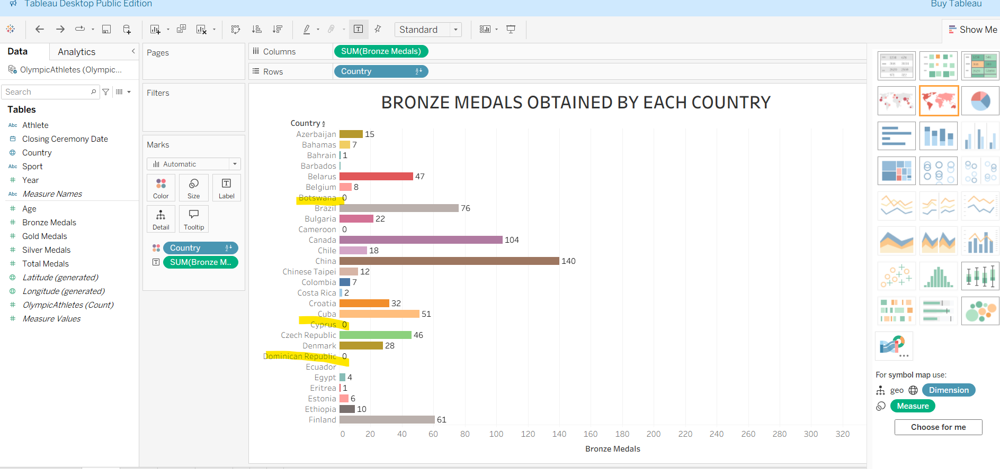 Tableau Desktop Public Edition
Buy Tableau
Standard
Show Me
Data
Analytics
OlympicAthletes (Olympic...
Search
Tables
Abc Athlete
Closing Ceremony Date
Country
Abc Sport
# Year
Abc Measure Names
# Age
# Bronze Medals
# Gold Medals
# Silver Medals
# Total Medals
Latitude (generated)
Longitude (generated)
# OlympicAthletes (Count)
# Measure Values
Pages
Filters
Marks
Automatic
Color
Size
Label
Detail
Tooltip
Country
SUM(Bronze M..
Columns
SUM(Bronze Medals)
Rows
Country
BRONZE MEDALS OBTAINED BY EACH COUNTRY
Country
Azerbaijan 15
Bahamas 7
Bahrain 1
Barbados
Belarus 47
Belgium 8
Botswana 0
Brazil 76
Bulgaria 22
Cameroon 0
Canada 104
Chile 18
China 140
Chinese Taipei 12
Colombia 7
Costa Rica 2
Croatia 32
Cuba 51
Cyprus 0
Czech Republic 46
Denmark 28
Dominican Republic 0
Ecuador
Egypt 4
Eritrea 1
Estonia 6
Ethiopia 10
Finland 61
0 20 40 60 80 100 120 140 160 180 200 220 240 260 280 300 320
Bronze Medals
For symbol map use:
geo Dimension
Measure
Choose for me